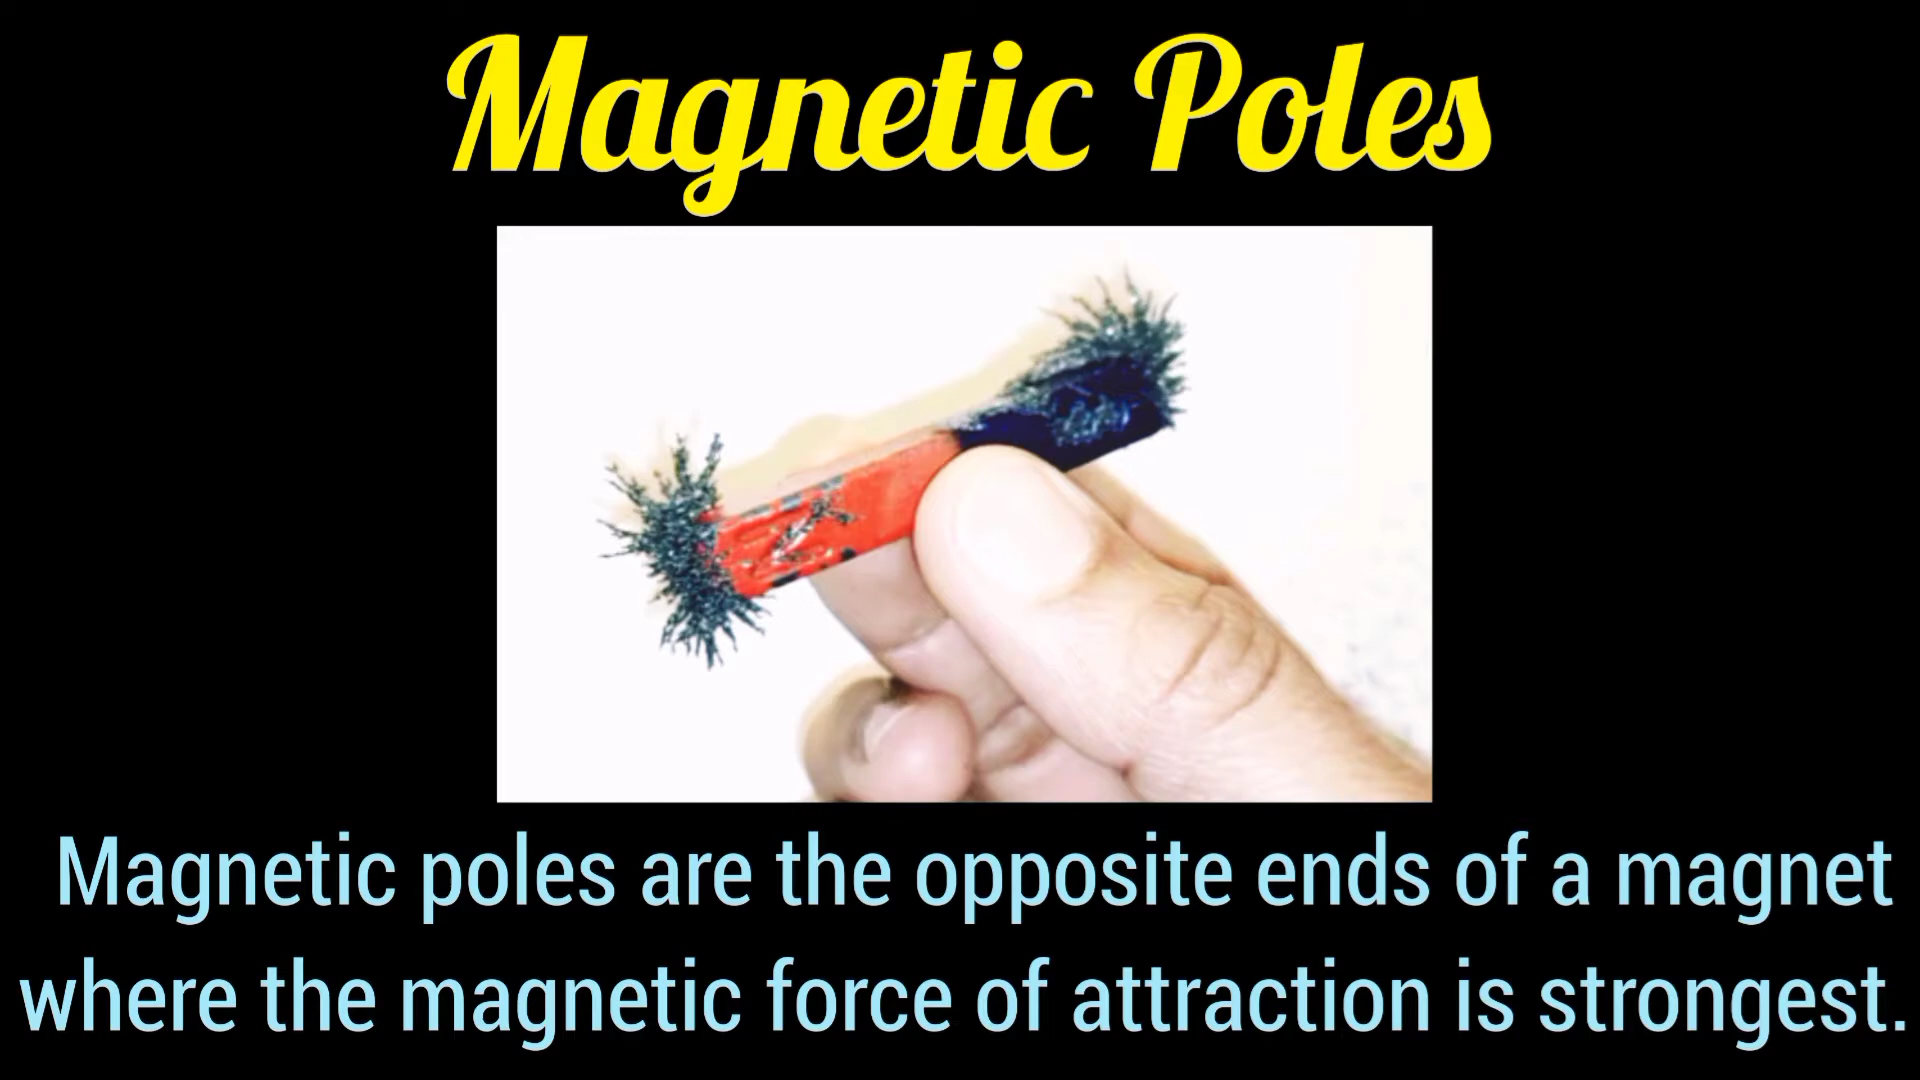 Magnetic Poles
Magnetic poles are the opposite ends of a magnet
where the magnetic force of attraction is strongest.